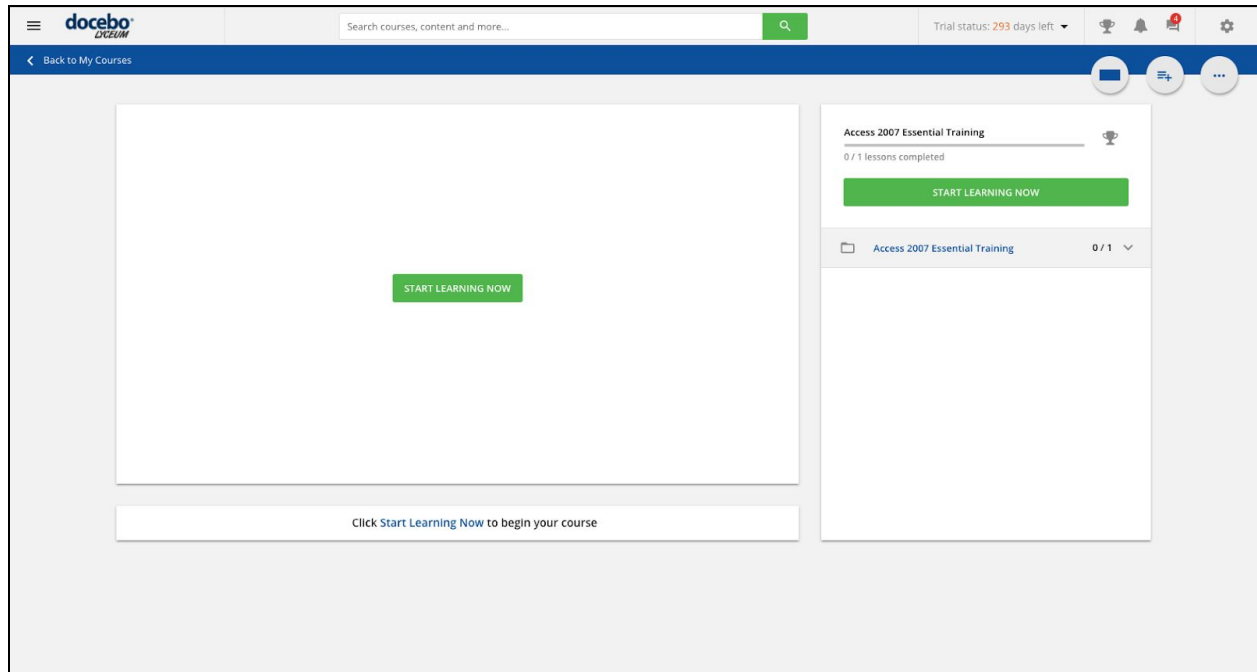 docebo
LYCEUM
Search courses, content and more...
Trial status: 293 days left
4
Back to My Courses
Access 2007 Essential Training
0 / 1 lessons completed
START LEARNING NOW
Access 2007 Essential Training 0 / 1
START LEARNING NOW
Click Start Learning Now to begin your course